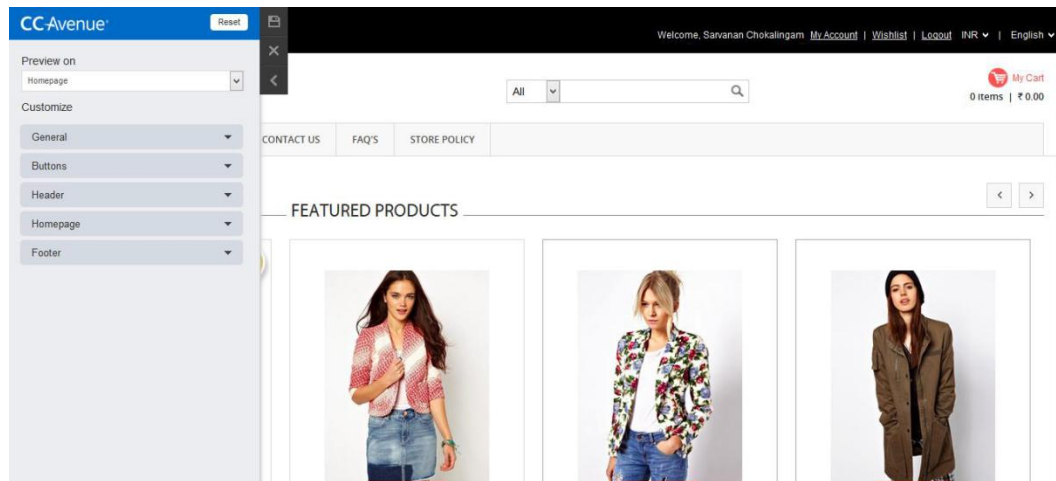 CCAvenue
Reset
Preview on
Homepage
Customize
General
Buttons
Header
Homepage
Footer
Welcome, Sarvanan Chokalingam My Account | Wishlist | Logout INR | English
All
My Cart
0 items | ₹ 0.00
CONTACT US FAQ'S STORE POLICY
FEATURED PRODUCTS